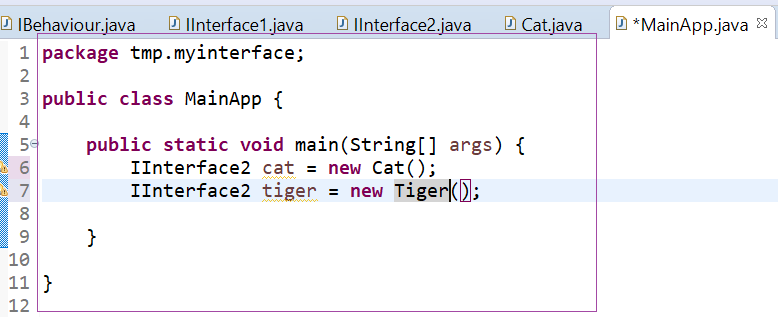 IBehaviour.java IInterface1.java IInterface2.java Cat.java *MainApp.java
1 package tmp.myinterface;
2
3 public class MainApp {
4
5 public static void main(String[] args) {
6 IInterface2 cat = new Cat();
7 IInterface2 tiger = new Tiger();
8
9 }
10
11 }
12